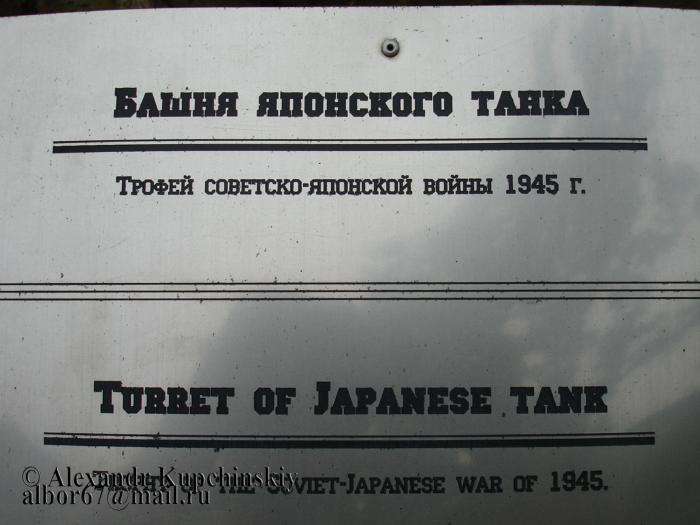 Башня японского танка
Трофей советско-японской войны 1945 г.
Turret of Japanese tank
the Soviet-Japanese war of 1945.
© Alexandr Kupchinskiy
albor67@mail.ru